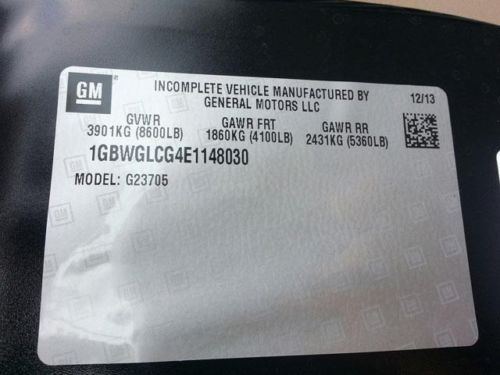 GM
INCOMPLETE VEHICLE MANUFACTURED BY
GENERAL MOTORS LLC
12/13
GVWR GAWR FRT GAWR RR
3901KG (8600LB) 1860KG (4100LB) 2431KG (5360LB)
1GBWGLCG4E1148030
MODEL: G23705